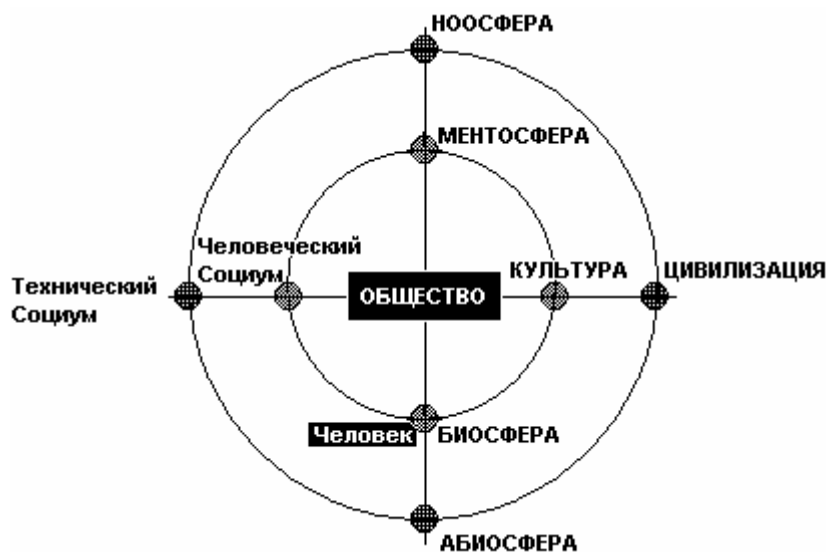 НООСФЕРА
МЕНТОСФЕРА
Человеческий
Социум
КУЛЬТУРА
ЦИВИЛИЗАЦИЯ
Технический
Социум
ОБЩЕСТВО
Человек
БИОСФЕРА
АБИОСФЕРА